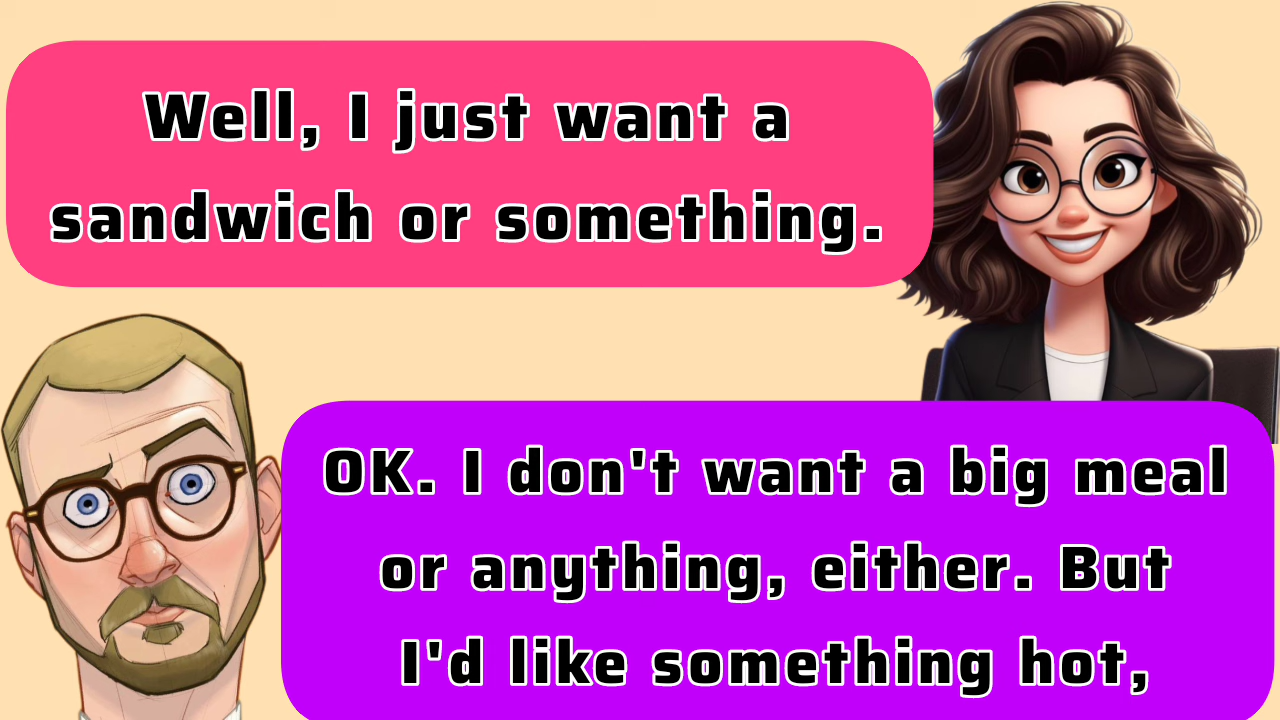 Well, I just want a
sandwich or something.
OK. I don't want a big meal
or anything, either. But
I'd like something hot,